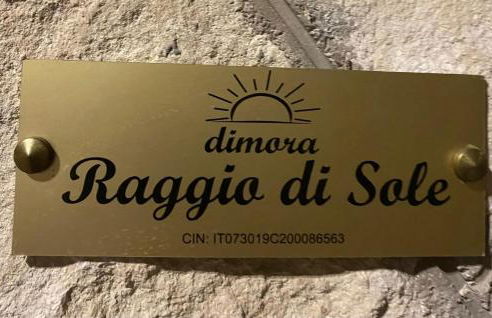 dimora
Raggio di Sole
CIN: IT073019C200086563